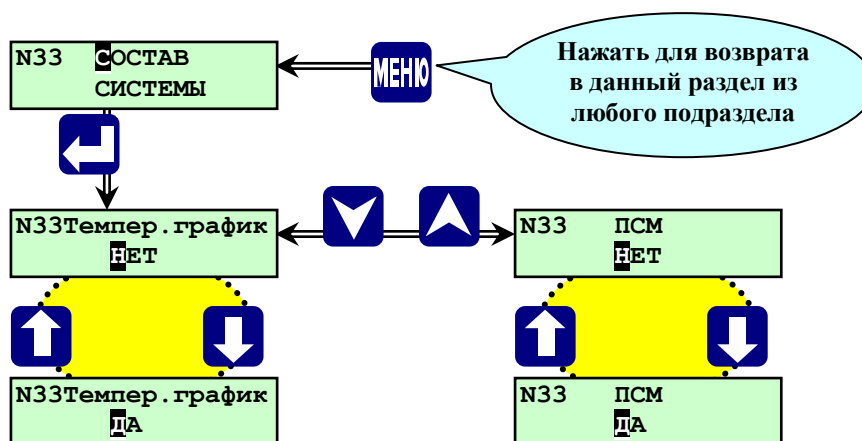 N33 СОСТАВ
СИСТЕМЫ
МЕНЮ
Нажать для возврата
в данный раздел из
любого подраздела
N33Темпер.график
НЕТ
N33 ПСМ
НЕТ
N33Темпер.график
ДА
N33 ПСМ
ДА